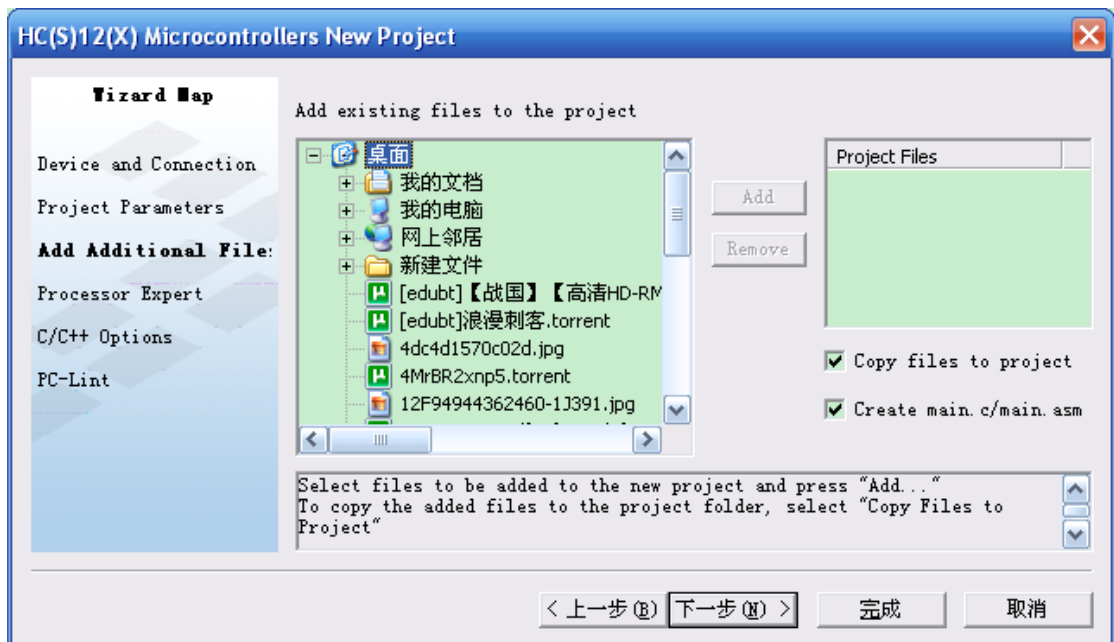 HC(S)12(X) Microcontrollers New Project
Wizard Map
Device and Connection
Project Parameters
Add Additional File
Processor Expert
C/C++ Options
PC-Lint
Add existing files to the project
桌面
我的文档
我的电脑
网上邻居
新建文件
[edubt]【战国】【高清HD-RM
[edubt]浪漫刺客.torrent
4dc4d1570c02d.jpg
4MrBR2xnp5.torrent
12F94944362460-1J391.jpg
Add
Remove
Project Files
Copy files to project
Create main.c/main.asm
Select files to be added to the new project and press "Add..."
To copy the added files to the project folder, select "Copy Files to
Project"
< 上一步(B)
下一步(N) >
完成
取消